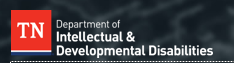 TN
Department of
Intellectual &
Developmental Disabilities